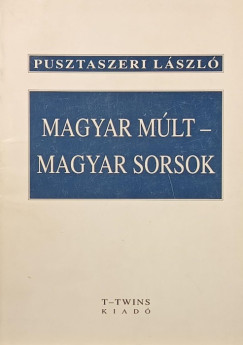 PUSZTASZERI LÁSZLÓ
MAGYAR MÚLT –
MAGYAR SORSOK
T–TWINS
KIADÓ